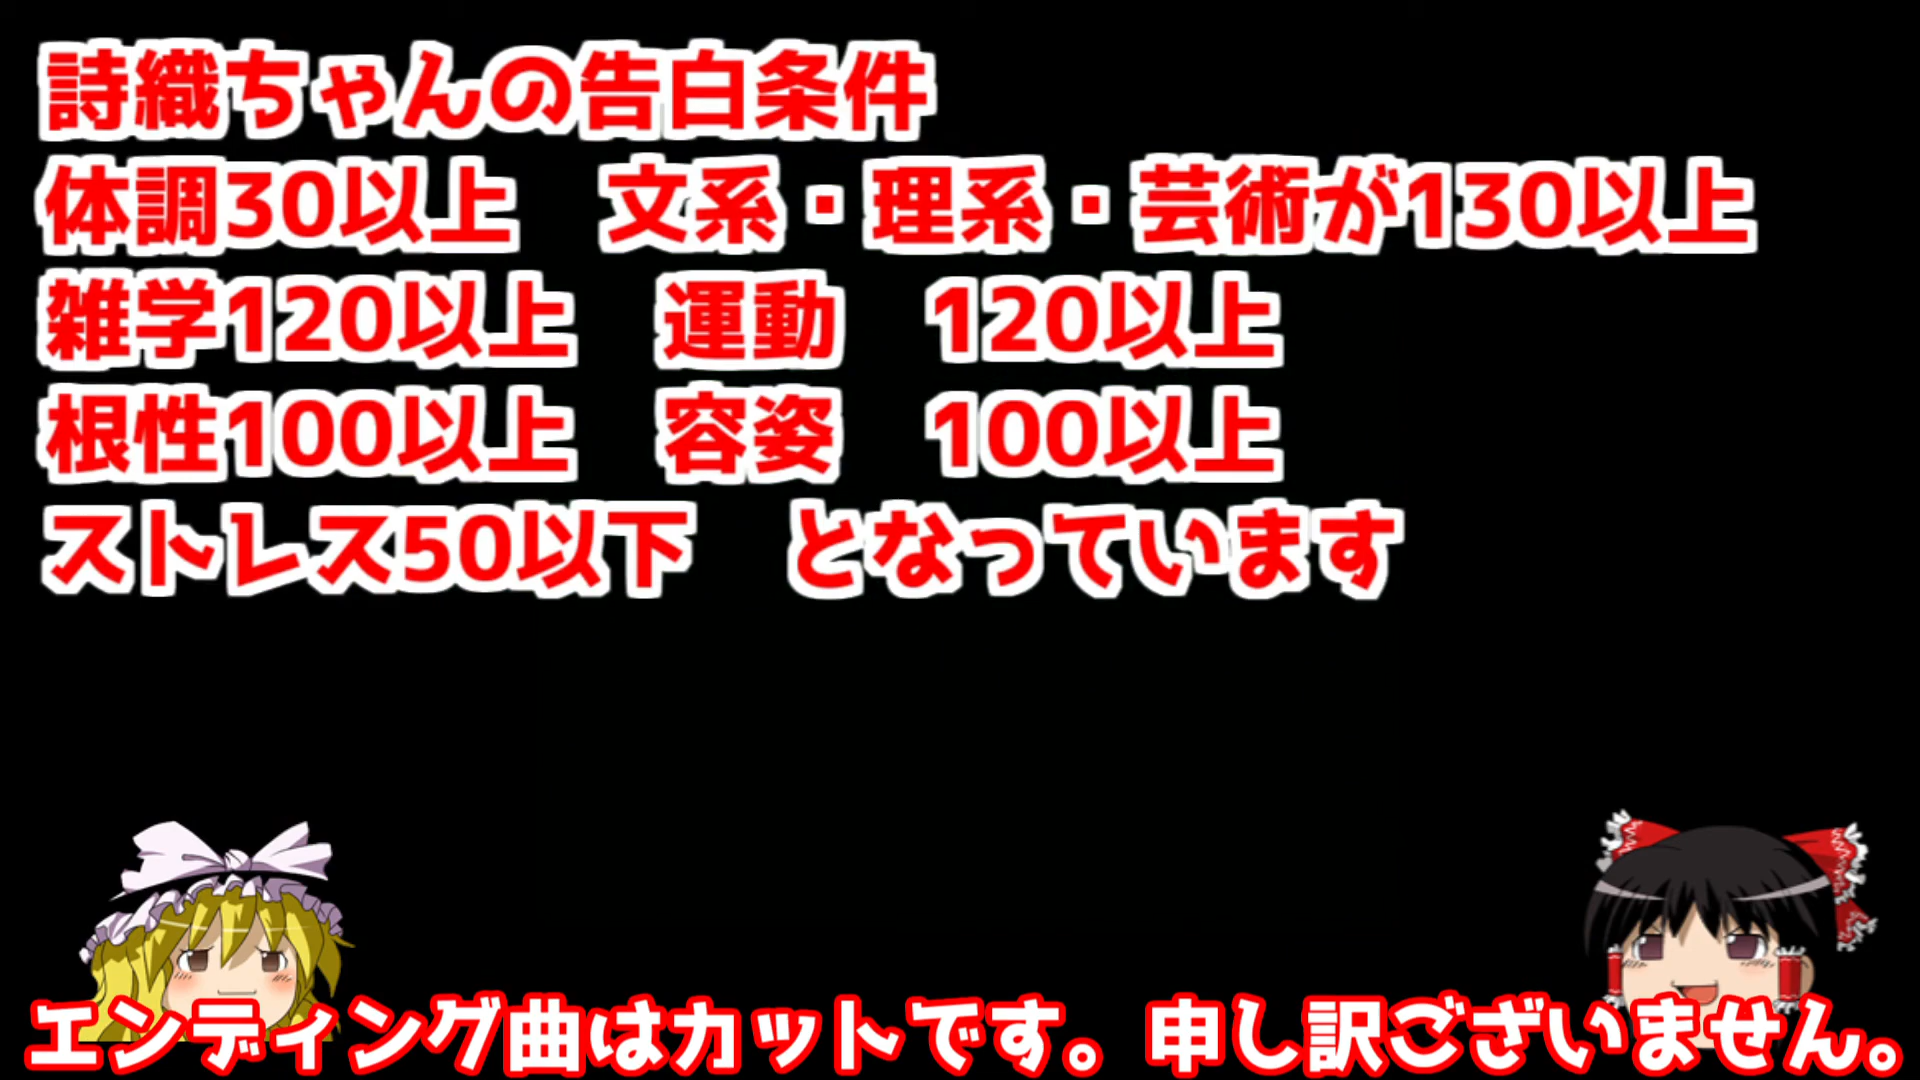 詩織ちゃんの告白条件
体調30以上　文系・理系・芸術が130以上
雑学120以上　運動　120以上
根性100以上　容姿　100以上
ストレス50以下　となっています
エンディング曲はカットです。申し訳ございません。